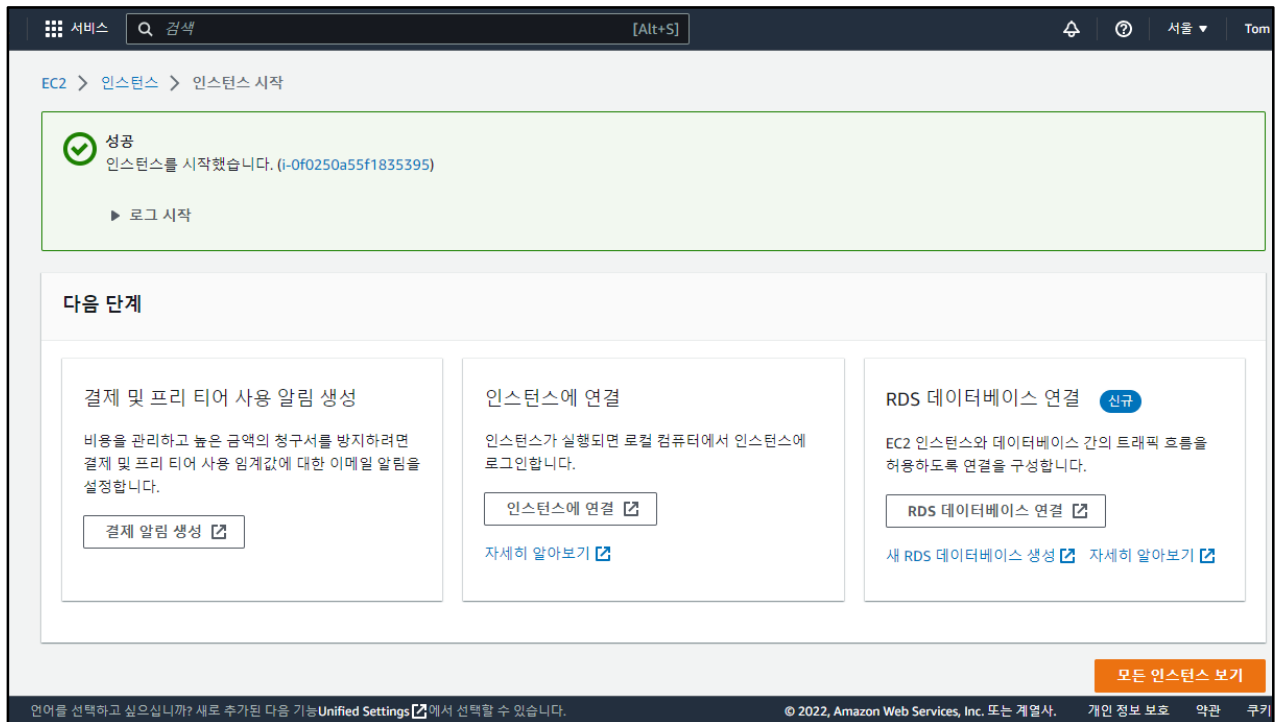 서비스 검색 [Alt+S] 서울 ▼ Tom
EC2 > 인스턴스 > 인스턴스 시작
성공
인스턴스를 시작했습니다. (i-0f0250a55f1835395)
▶ 로그 시작
다음 단계
결제 및 프리 티어 사용 알림 생성
비용을 관리하고 높은 금액의 청구서를 방지하려면
결제 및 프리 티어 사용 임계값에 대한 이메일 알림을
설정합니다.
결제 알림 생성
인스턴스에 연결
인스턴스가 실행되면 로컬 컴퓨터에서 인스턴스에
로그인합니다.
인스턴스에 연결
자세히 알아보기
RDS 데이터베이스 연결 신규
EC2 인스턴스와 데이터베이스 간의 트래픽 흐름을
허용하도록 연결을 구성합니다.
RDS 데이터베이스 연결
새 RDS 데이터베이스 생성 자세히 알아보기
모든 인스턴스 보기
언어를 선택하고 싶으십니까? 새로 추가된 다음 기능Unified Settings에서 선택할 수 있습니다. © 2022, Amazon Web Services, Inc. 또는 계열사. 개인 정보 보호 약관 쿠키